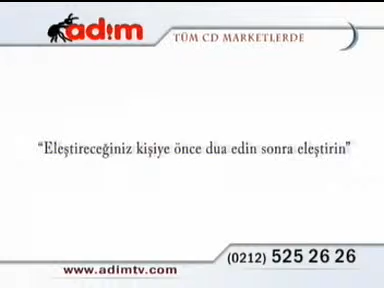 adım
TÜM CD MARKETLERDE
“Eleştireceğiniz kişiye önce dua edin sonra eleştirin”
(0212) 525 26 26
www.adimtv.com